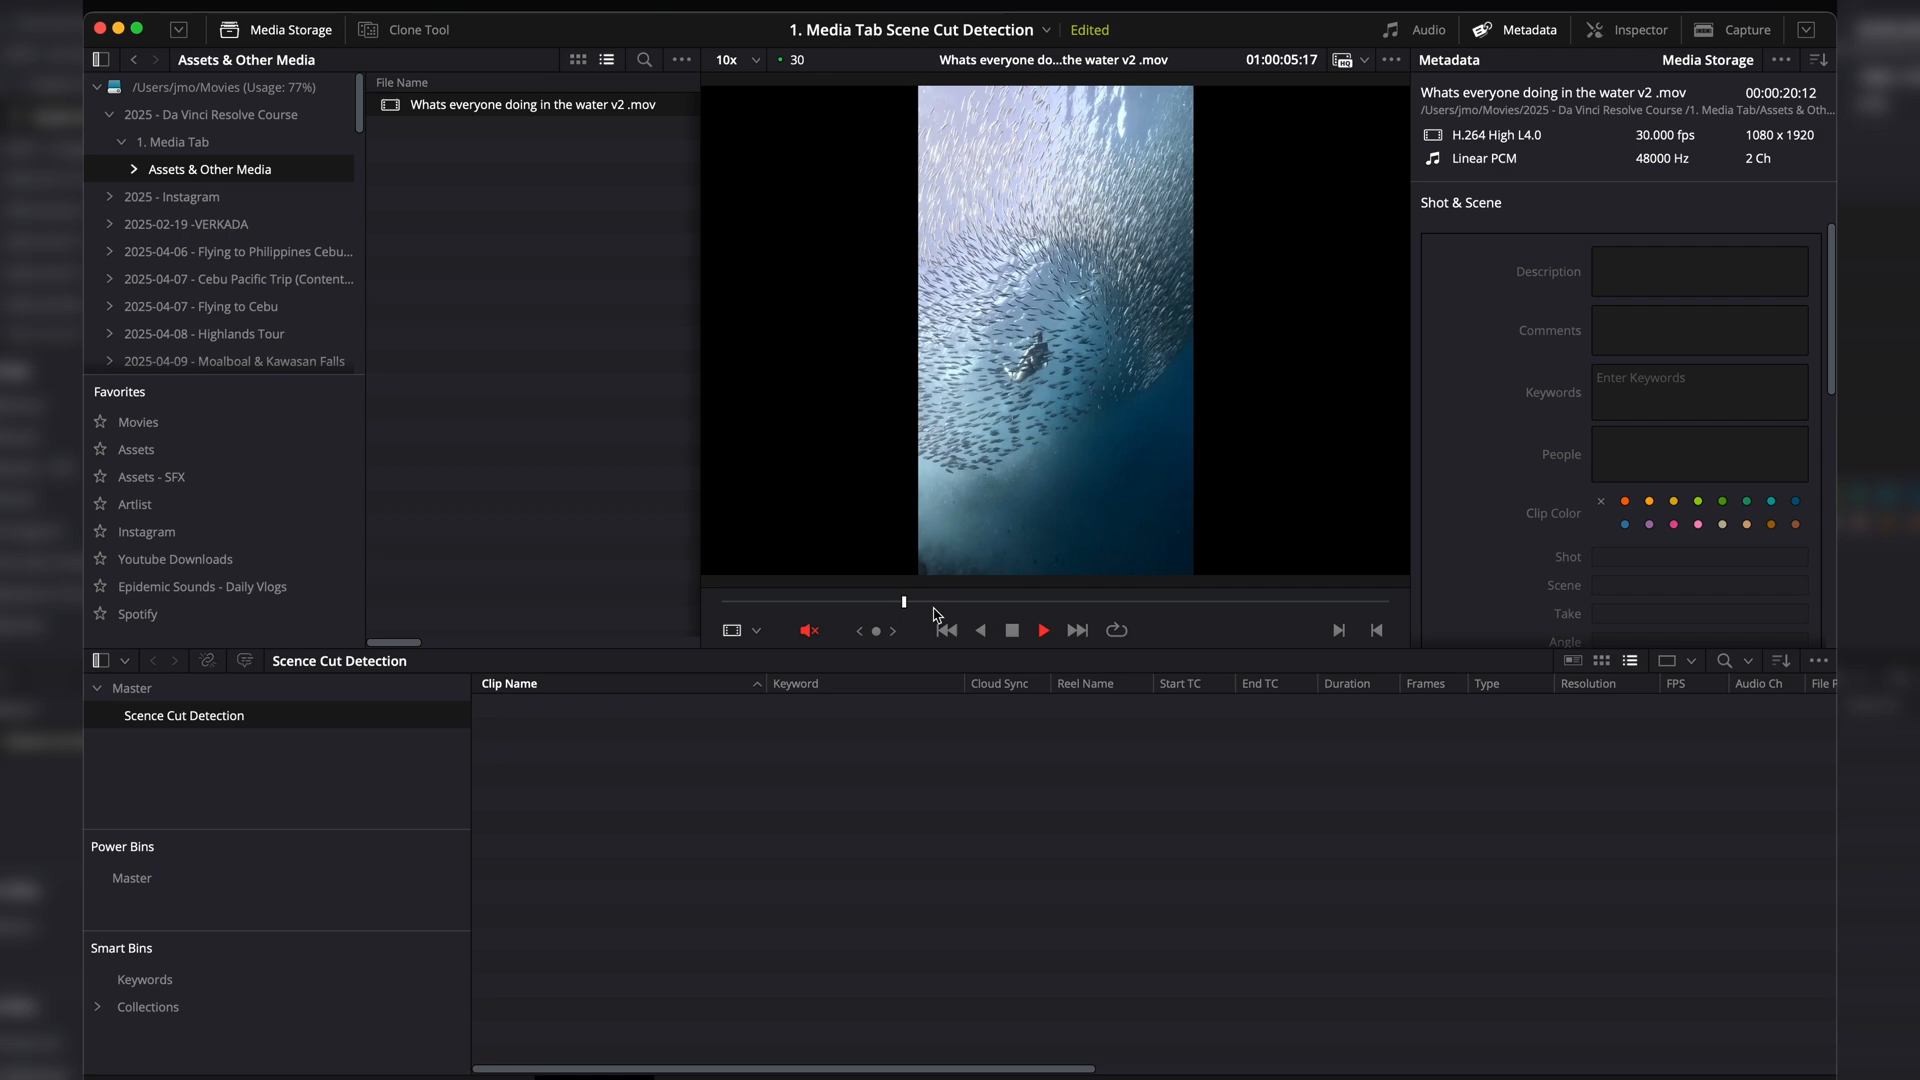 Media Storage
Clone Tool
1. Media Tab Scene Cut Detection
Edited
Audio
Metadata
Inspector
Capture
Assets & Other Media
10x
30
Whats everyone do...the water v2 .mov
01:00:05:17
Metadata
Media Storage
/Users/jmo/Movies (Usage: 77%)
2025 - Da Vinci Resolve Course
1. Media Tab
Assets & Other Media
2025 - Instagram
2025-02-19 -VERKADA
2025-04-06 - Flying to Philippines Cebu...
2025-04-07 - Cebu Pacific Trip (Content...
2025-04-07 - Flying to Cebu
2025-04-08 - Highlands Tour
2025-04-09 - Moalboal & Kawasan Falls
Favorites
Movies
Assets
Assets - SFX
Artlist
Instagram
Youtube Downloads
Epidemic Sounds - Daily Vlogs
Spotify
File Name
Whats everyone doing in the water v2 .mov
Whats everyone doing in the water v2 .mov
00:00:20:12
/Users/jmo/Movies/2025 - Da Vinci Resolve Course /1. Media Tab/Assets & Oth...
H.264 High L4.0
30.000 fps
1080 x 1920
Linear PCM
48000 Hz
2 Ch
Shot & Scene
Description
Comments
Keywords
Enter Keywords
People
Clip Color
Shot
Scene
Take
Angle
Scence Cut Detection
Master
Scence Cut Detection
Power Bins
Master
Smart Bins
Keywords
Collections
Clip Name
Keyword
Cloud Sync
Reel Name
Start TC
End TC
Duration
Frames
Type
Resolution
FPS
Audio Ch
File P